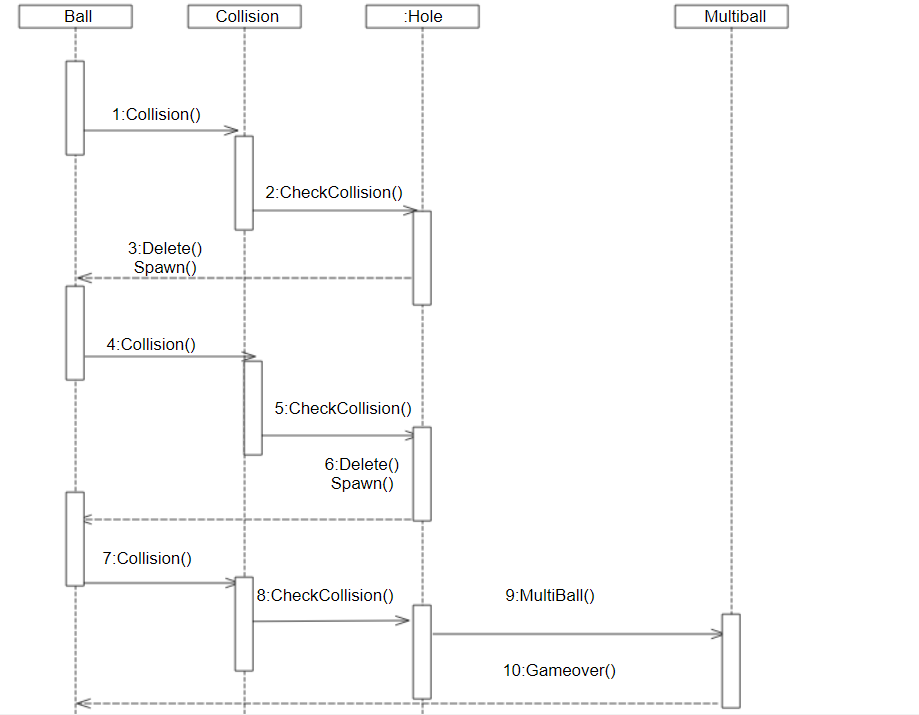 Ball
Collision
:Hole
Multiball
1:Collision()
2:CheckCollision()
3:Delete()
Spawn()
4:Collision()
5:CheckCollision()
6:Delete()
Spawn()
7:Collision()
8:CheckCollision()
9:MultiBall()
10:Gameover()